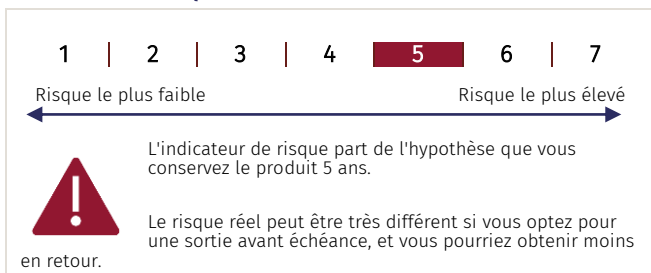 1 | 2 | 3 | 4 | 5 | 6 | 7
Risque le plus faible Risque le plus élevé
L'indicateur de risque part de l'hypothèse que vous
conservez le produit 5 ans.
Le risque réel peut être très différent si vous optez pour
une sortie avant échéance, et vous pourriez obtenir moins
en retour.